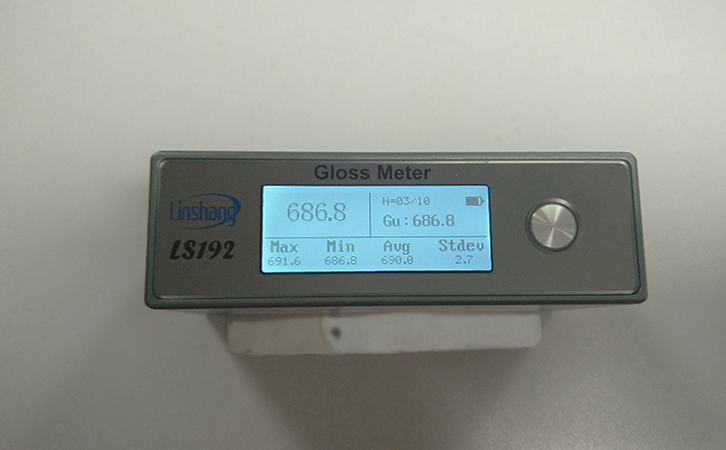 Gloss Meter
Linshang®
LS192
686.8
N=03/10
Gu:686.8
Max Min Avg Stdev
691.6 686.8 690.0 2.7